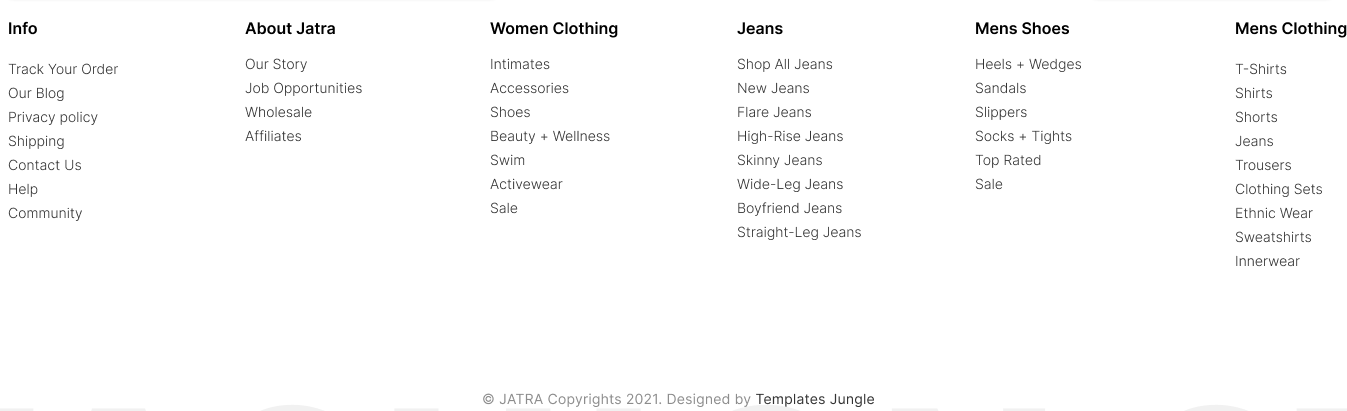 Info
Track Your Order
Our Blog
Privacy policy
Shipping
Contact Us
Help
Community
About Jatra
Our Story
Job Opportunities
Wholesale
Affiliates
Women Clothing
Intimates
Accessories
Shoes
Beauty + Wellness
Swim
Activewear
Sale
Jeans
Shop All Jeans
New Jeans
Flare Jeans
High-Rise Jeans
Skinny Jeans
Wide-Leg Jeans
Boyfriend Jeans
Straight-Leg Jeans
Mens Shoes
Heels + Wedges
Sandals
Slippers
Socks + Tights
Top Rated
Sale
Mens Clothing
T-Shirts
Shirts
Shorts
Jeans
Trousers
Clothing Sets
Ethnic Wear
Sweatshirts
Innerwear
© JATRA Copyrights 2021. Designed by Templates Jungle